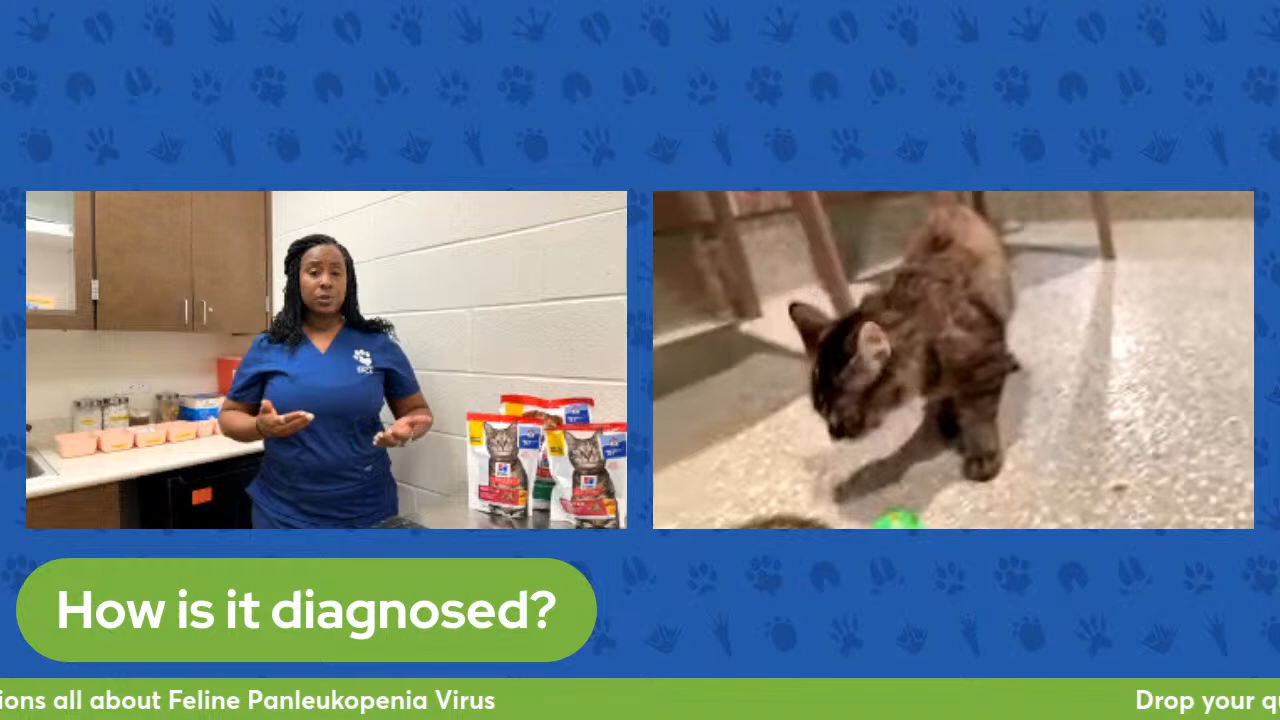 How is it diagnosed?
ions all about Feline Panleukopenia Virus
Drop your q